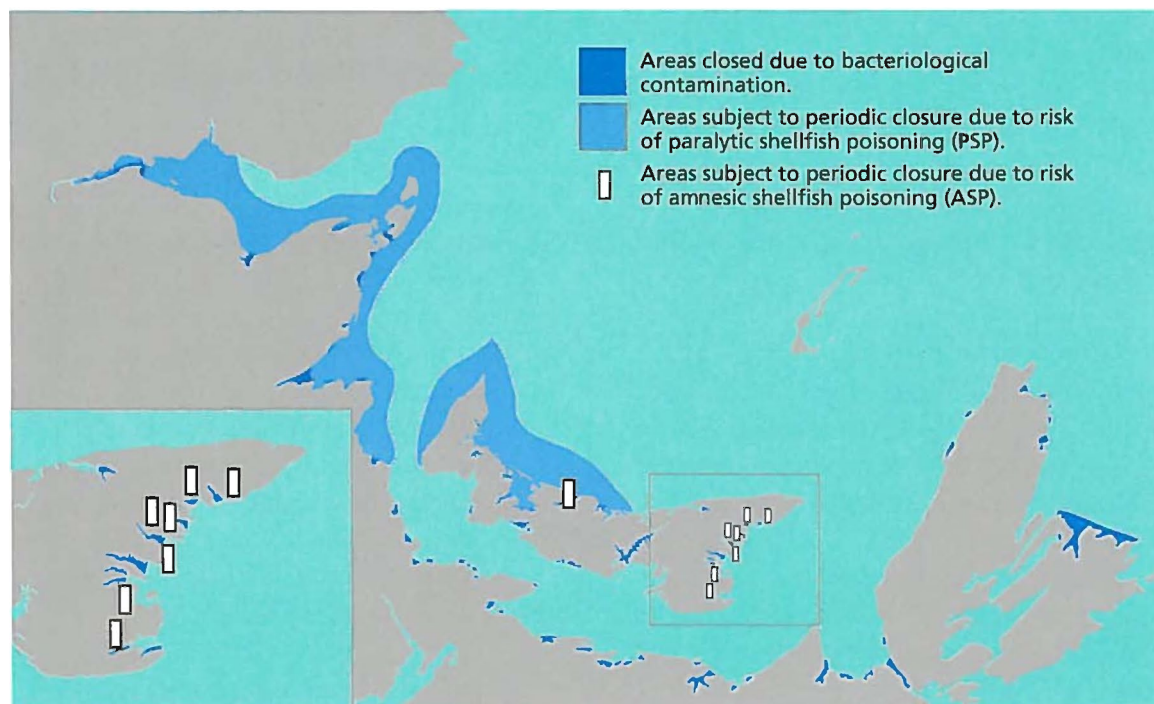 Areas closed due to bacteriological
contamination.
Areas subject to periodic closure due to risk
of paralytic shellfish poisoning (PSP).
Areas subject to periodic closure due to risk
of amnesic shellfish poisoning (ASP).